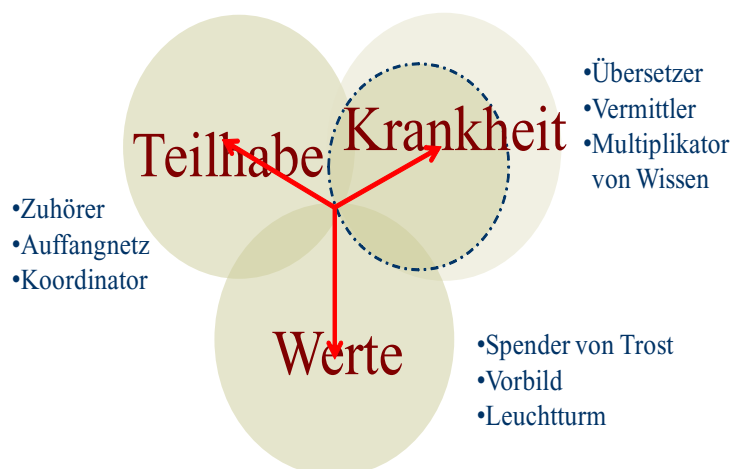 Teilhabe
Krankheit
•Übersetzer
•Vermittler
•Multiplikator
von Wissen
•Zuhörer
•Auffangnetz
•Koordinator
Werte
•Spender von Trost
•Vorbild
•Leuchtturm